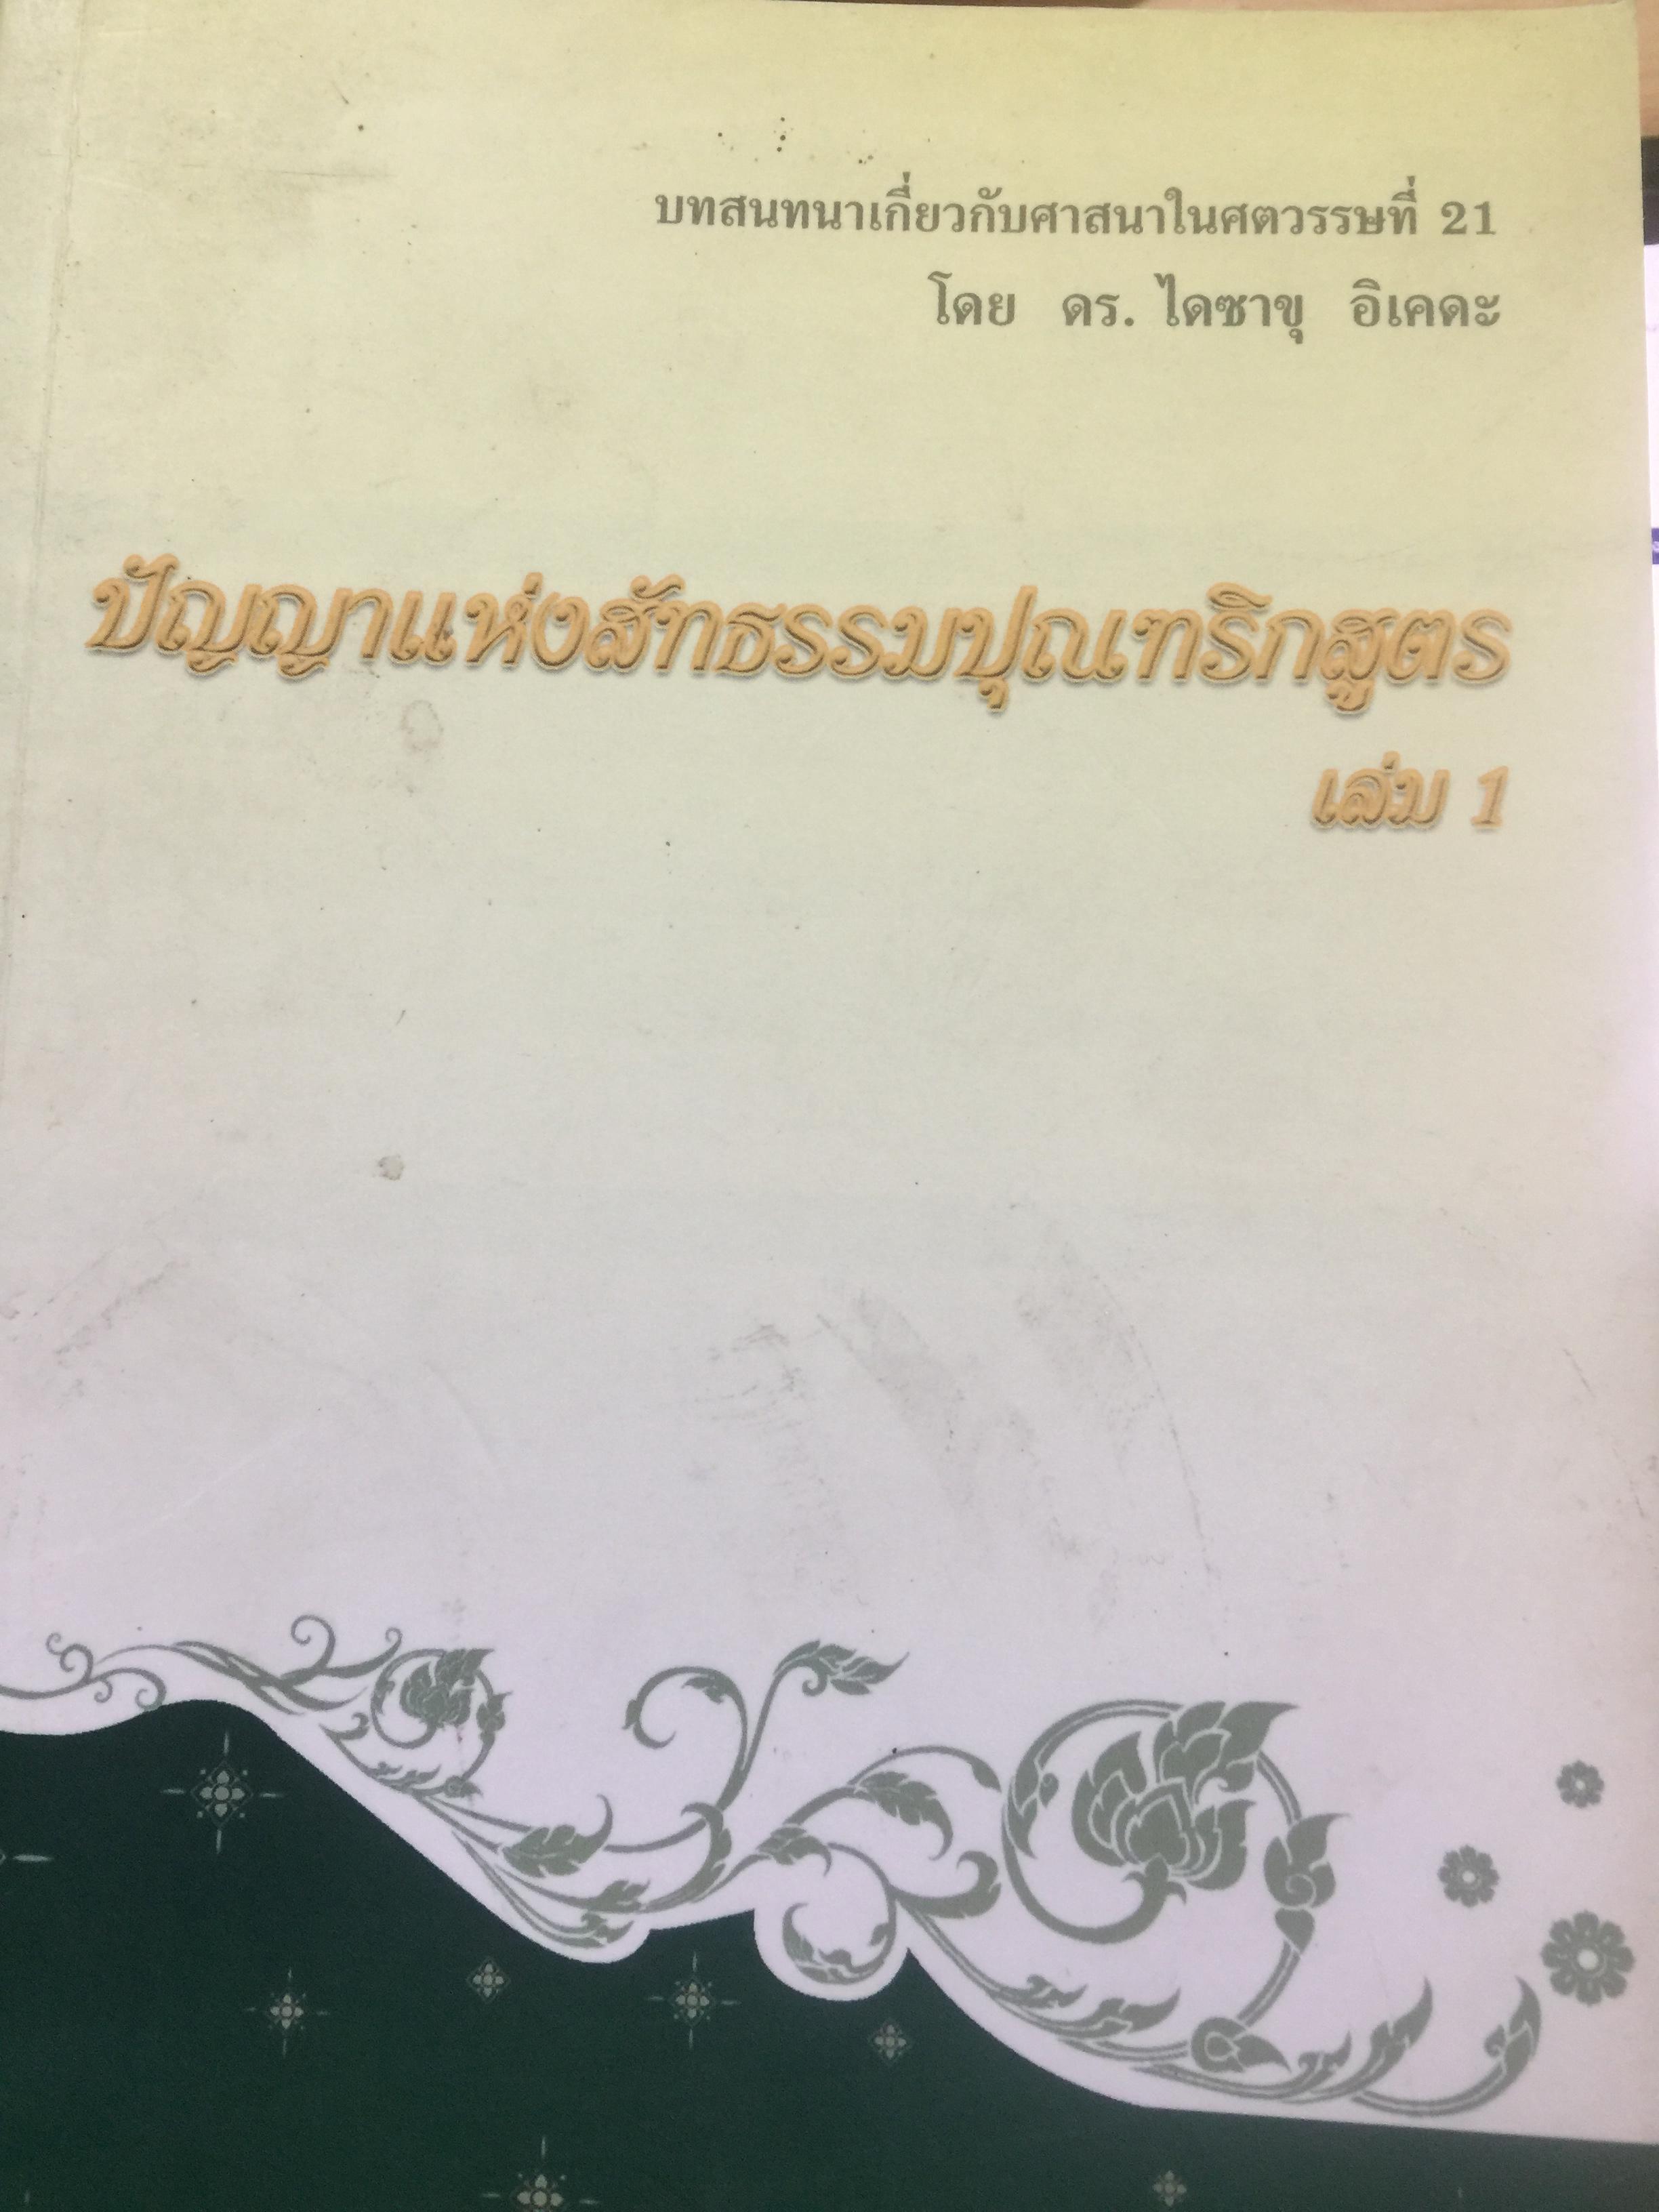 บทสนทนาเกี่ยวกับศาสนาในศตวรรษที่ 21
โดย ดร. ไดซาขุ อิเคดะ
ปัญญาแห่งสัทธรรมปุณฑริกสูตร
เล่ม 1